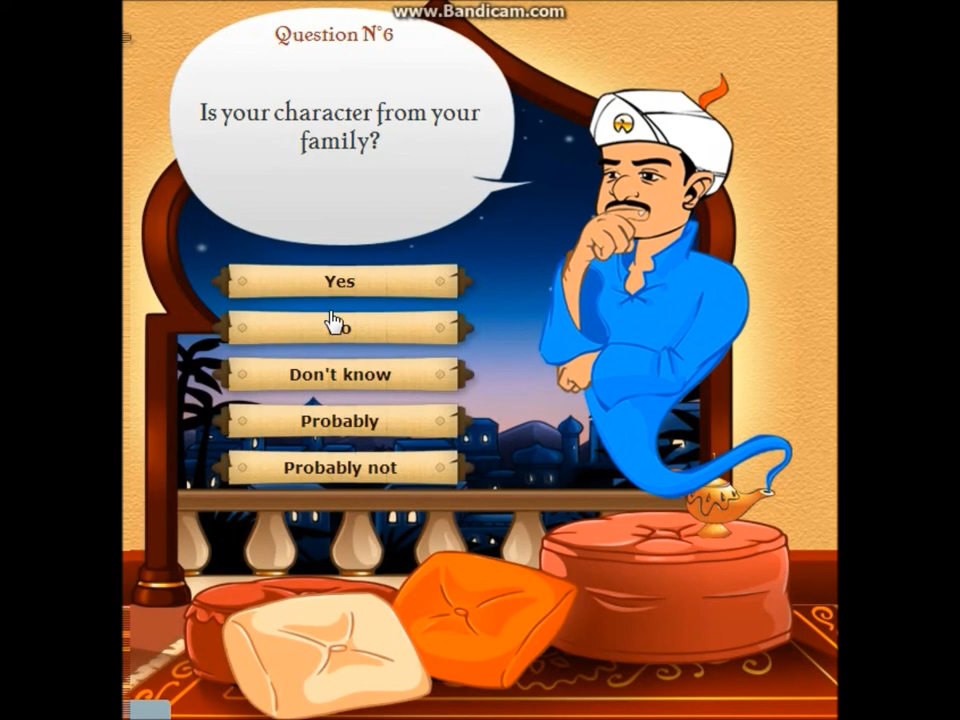 www.Bandicam.com
Question N°6
Is your character from your
family?
Yes
Don't know
Probably
Probably not